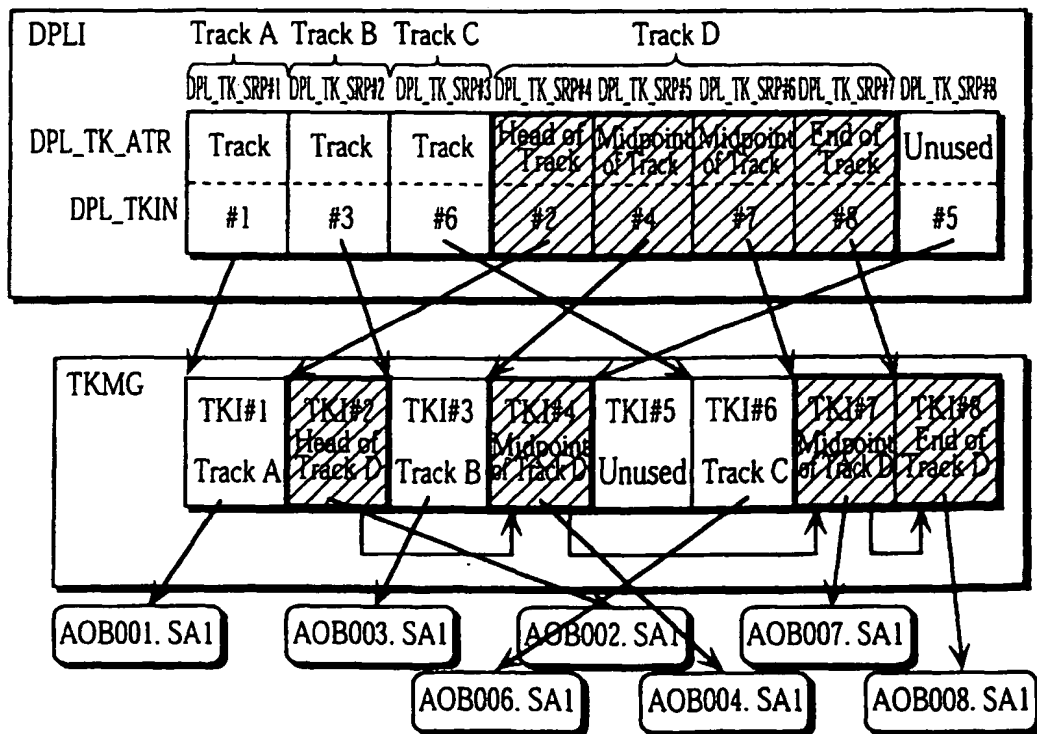 DPLI
Track A Track B Track C Track D
DPL_TK_SRP#1 DPL_TK_SRP#2 DPL_TK_SRP#3 DPL_TK_SRP#4 DPL_TK_SRP#5 DPL_TK_SRP#6 DPL_TK_SRP#7 DPL_TK_SRP#8
DPL_TK_ATR
Track
Track
Track
Head of
Track
Midpoint
of Track
Midpoint
of Track
End of
Track
Unused
DPL_TKIN
#1 #3 #6 #2 #4 #7 #8 #5
TKMG
TKI#1
Track A
TKI#2
Head of
Track D
TKI#3
Track B
TKI#4
Midpoint
of Track D
TKI#5
Unused
TKI#6
Track C
TKI#7
Midpoint
of Track D
TKI#8
End of
Track D
AOB001. SA1
AOB003. SA1
AOB002. SA1
AOB007. SA1
AOB006. SA1
AOB004. SA1
AOB008. SA1